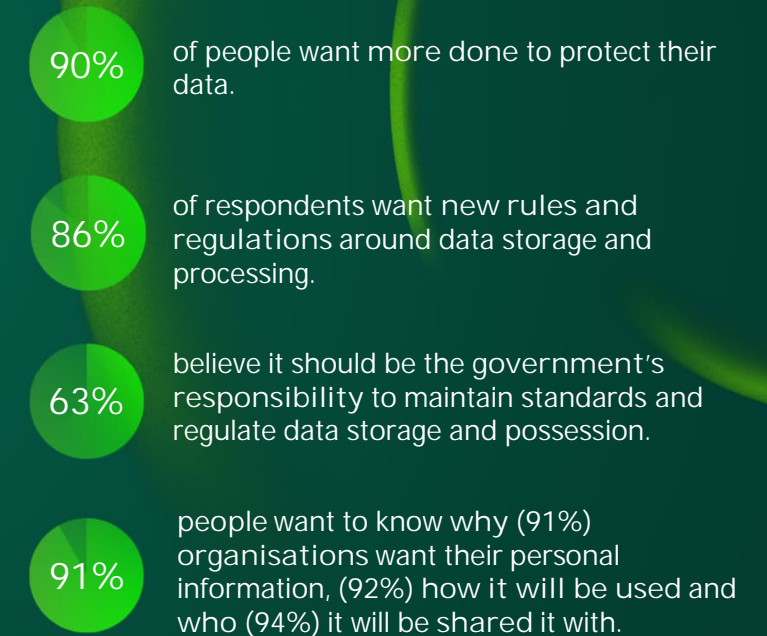 90%
of people want more done to protect their
data.
86%
of respondents want new rules and
regulations around data storage and
processing.
63%
believe it should be the government's
responsibility to maintain standards and
regulate data storage and possession.
91%
people want to know why (91%)
organisations want their personal
information, (92%) how it will be used and
who (94%) it will be shared it with.